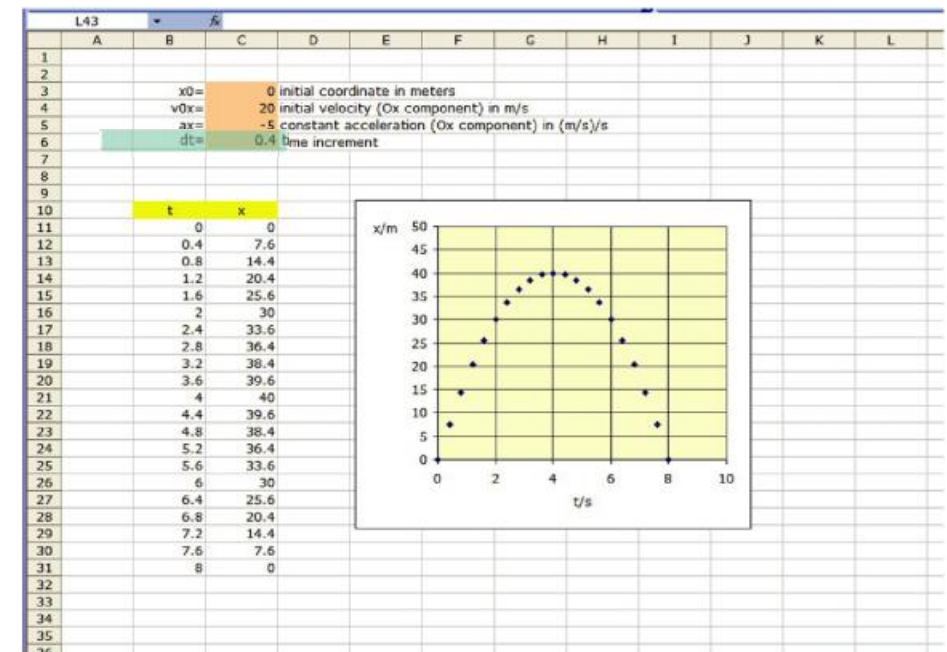 L43 fx
A B C D E F G H I J K L
1
2
3 x0= 0 initial coordinate in meters
4 v0x= 20 initial velocity (Ox component) in m/s
5 ax= -5 constant acceleration (Ox component) in (m/s)/s
6 dt= 0.4 time increment
7
8
9
10 t x
11 0 0
12 0.4 7.6
13 0.8 14.4
14 1.2 20.4
15 1.6 25.6
16 2 30
17 2.4 33.6
18 2.8 36.4
19 3.2 38.4
20 3.6 39.6
21 4 40
22 4.4 39.6
23 4.8 38.4
24 5.2 36.4
25 5.6 33.6
26 6 30
27 6.4 25.6
28 6.8 20.4
29 7.2 14.4
30 7.6 7.6
31 8 0
32
33
34
35
36
x/m 50
45
40
35
30
25
20
15
10
5
0
0 2 4 6 8 10
t/s